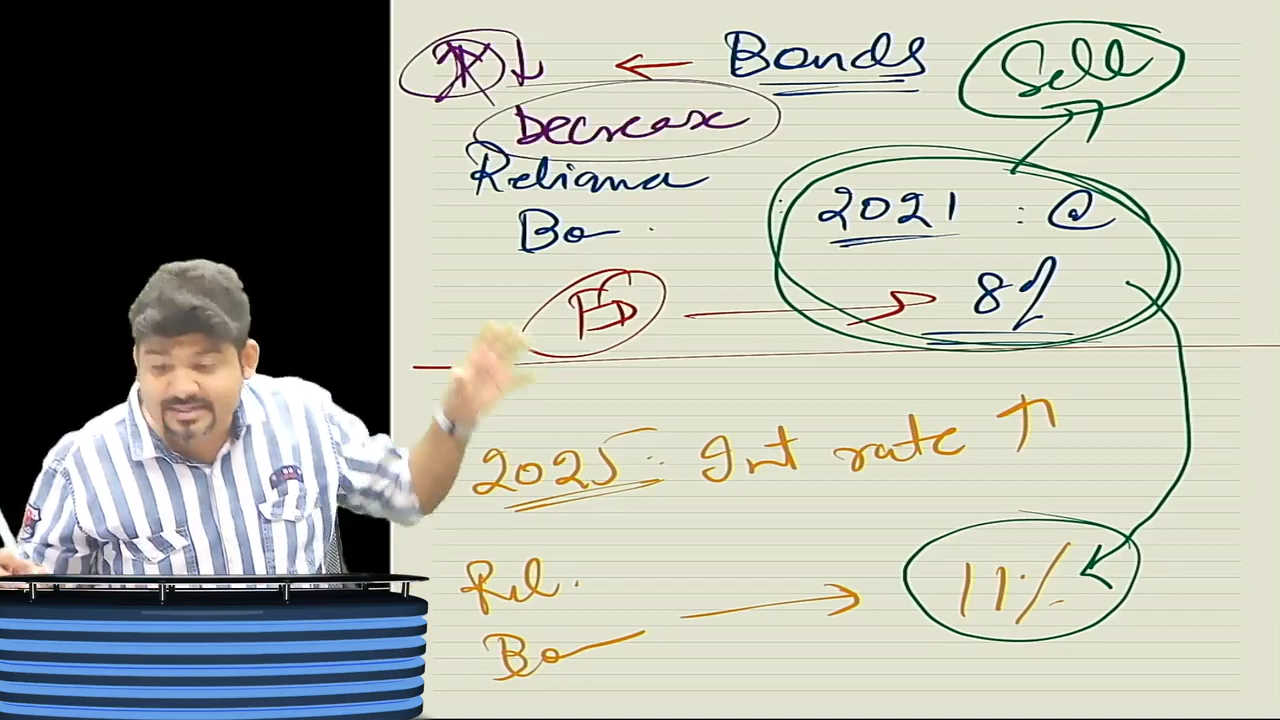 Bonds
Sell
Decrease
Reliance
Bo
2021 : @
8%
FD
2025 : Int rate ↑
Rel.
11%
Bo